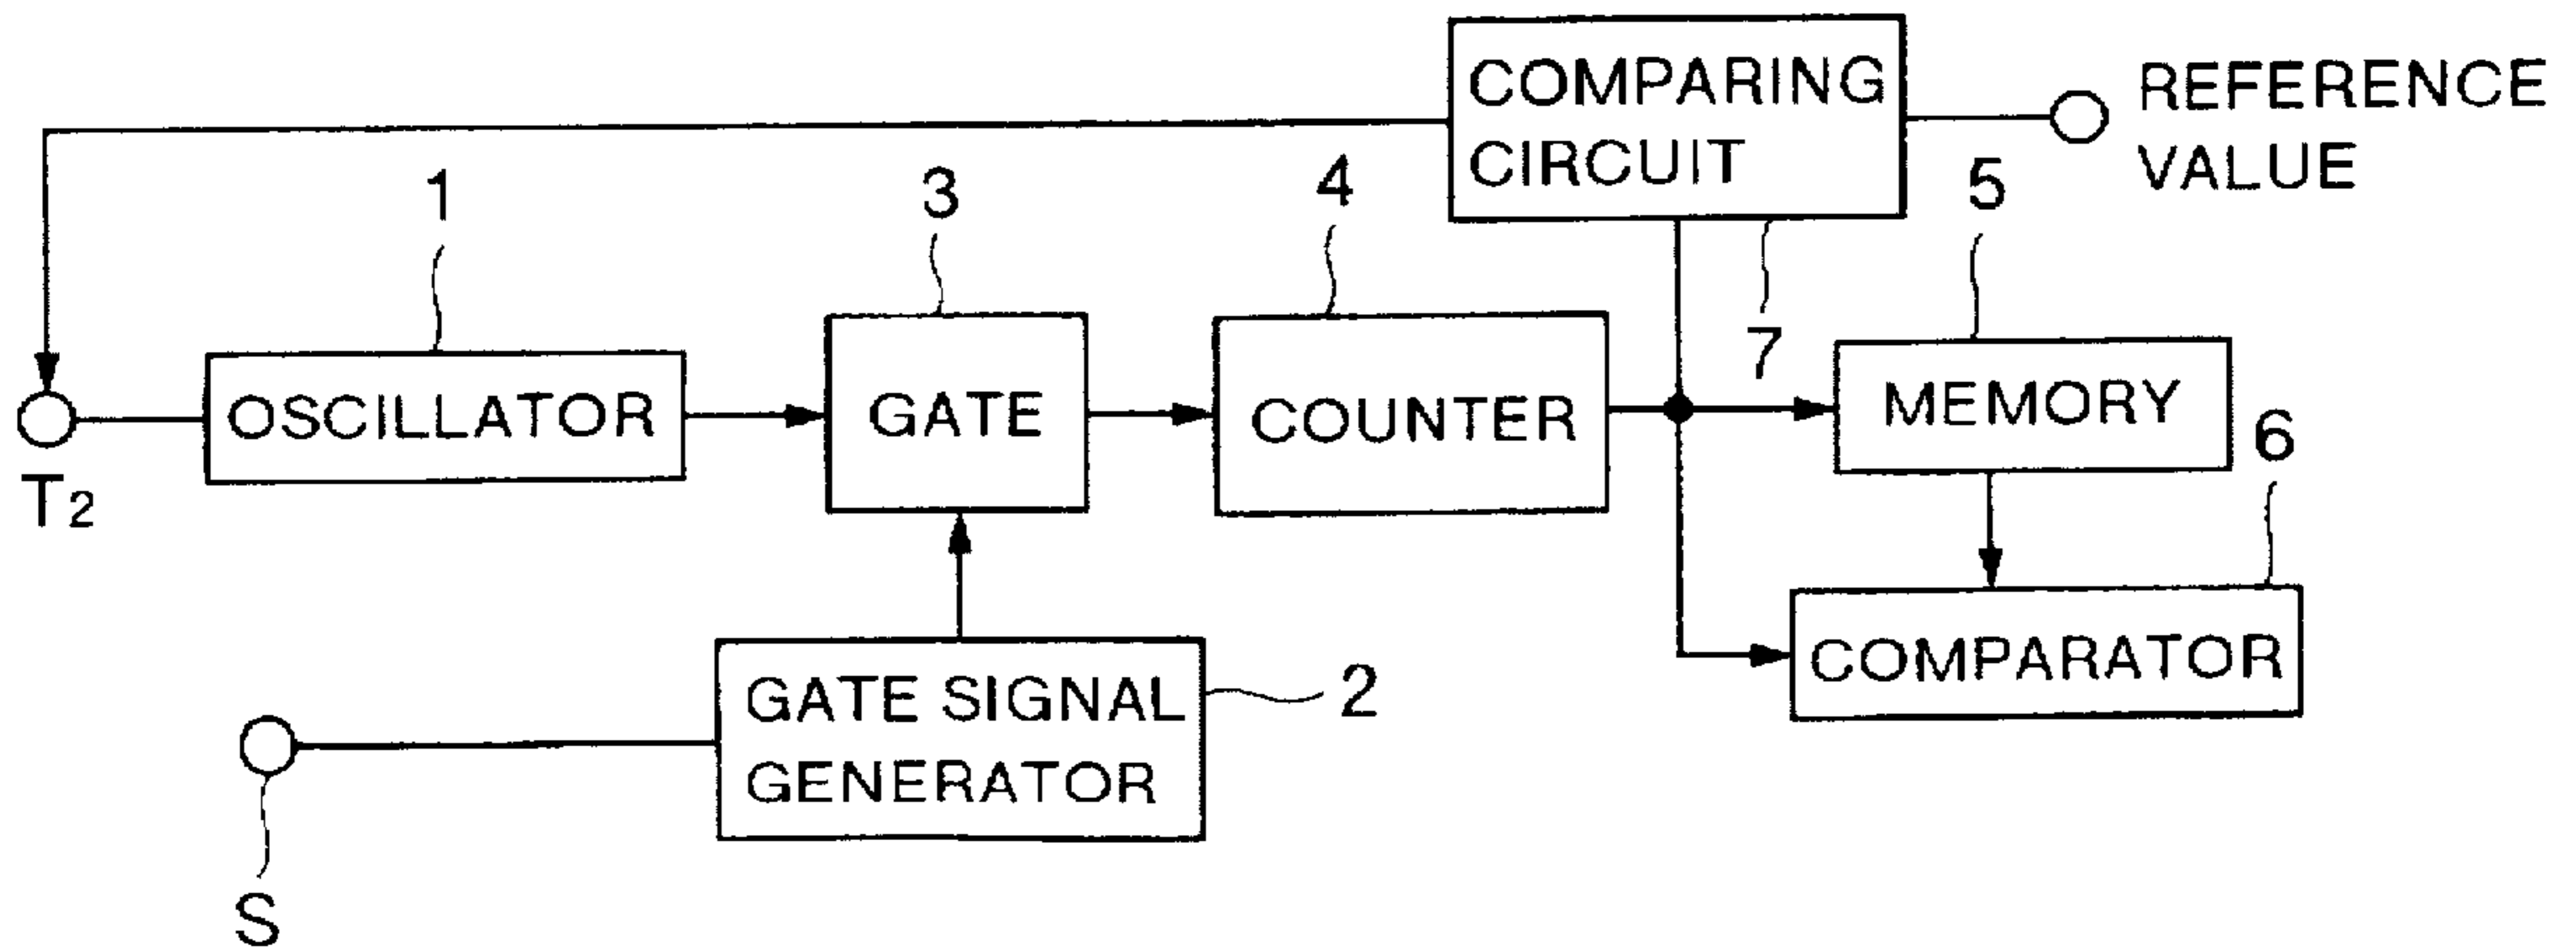 COMPARING
CIRCUIT
REFERENCE
VALUE
1
3
4
5
7
OSCILLATOR
GATE
COUNTER
MEMORY
6
T2
GATE SIGNAL
GENERATOR
2
COMPARATOR
S